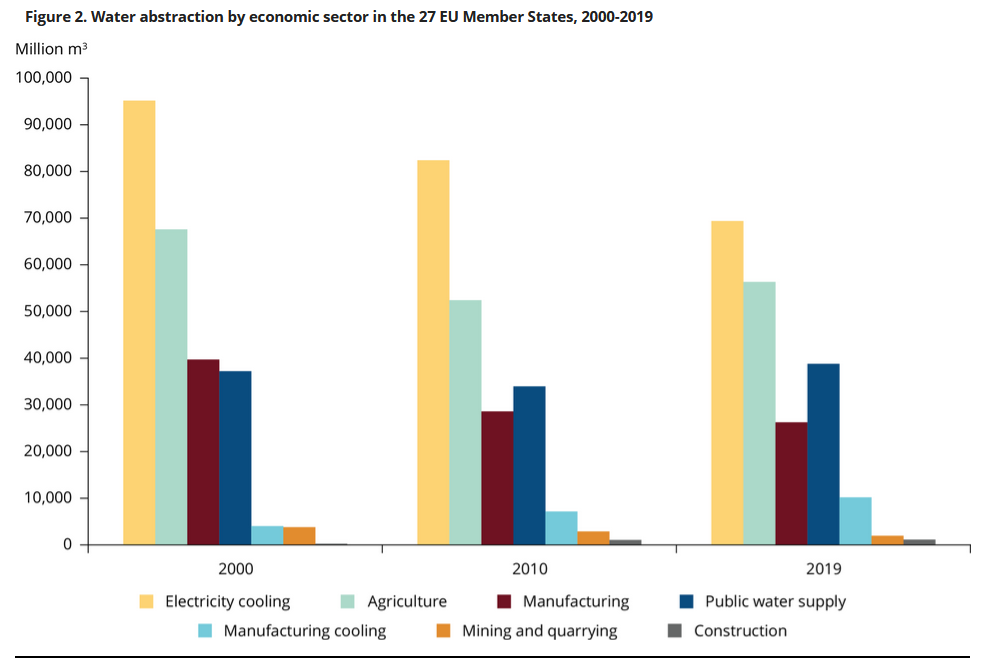 Figure 2. Water abstraction by economic sector in the 27 EU Member States, 2000-2019
Million m³
100,000
90,000
80,000
70,000
60,000
50,000
40,000
30,000
20,000
10,000
0
2000 2010 2019
Electricity cooling Agriculture Manufacturing Public water supply
Manufacturing cooling Mining and quarrying Construction